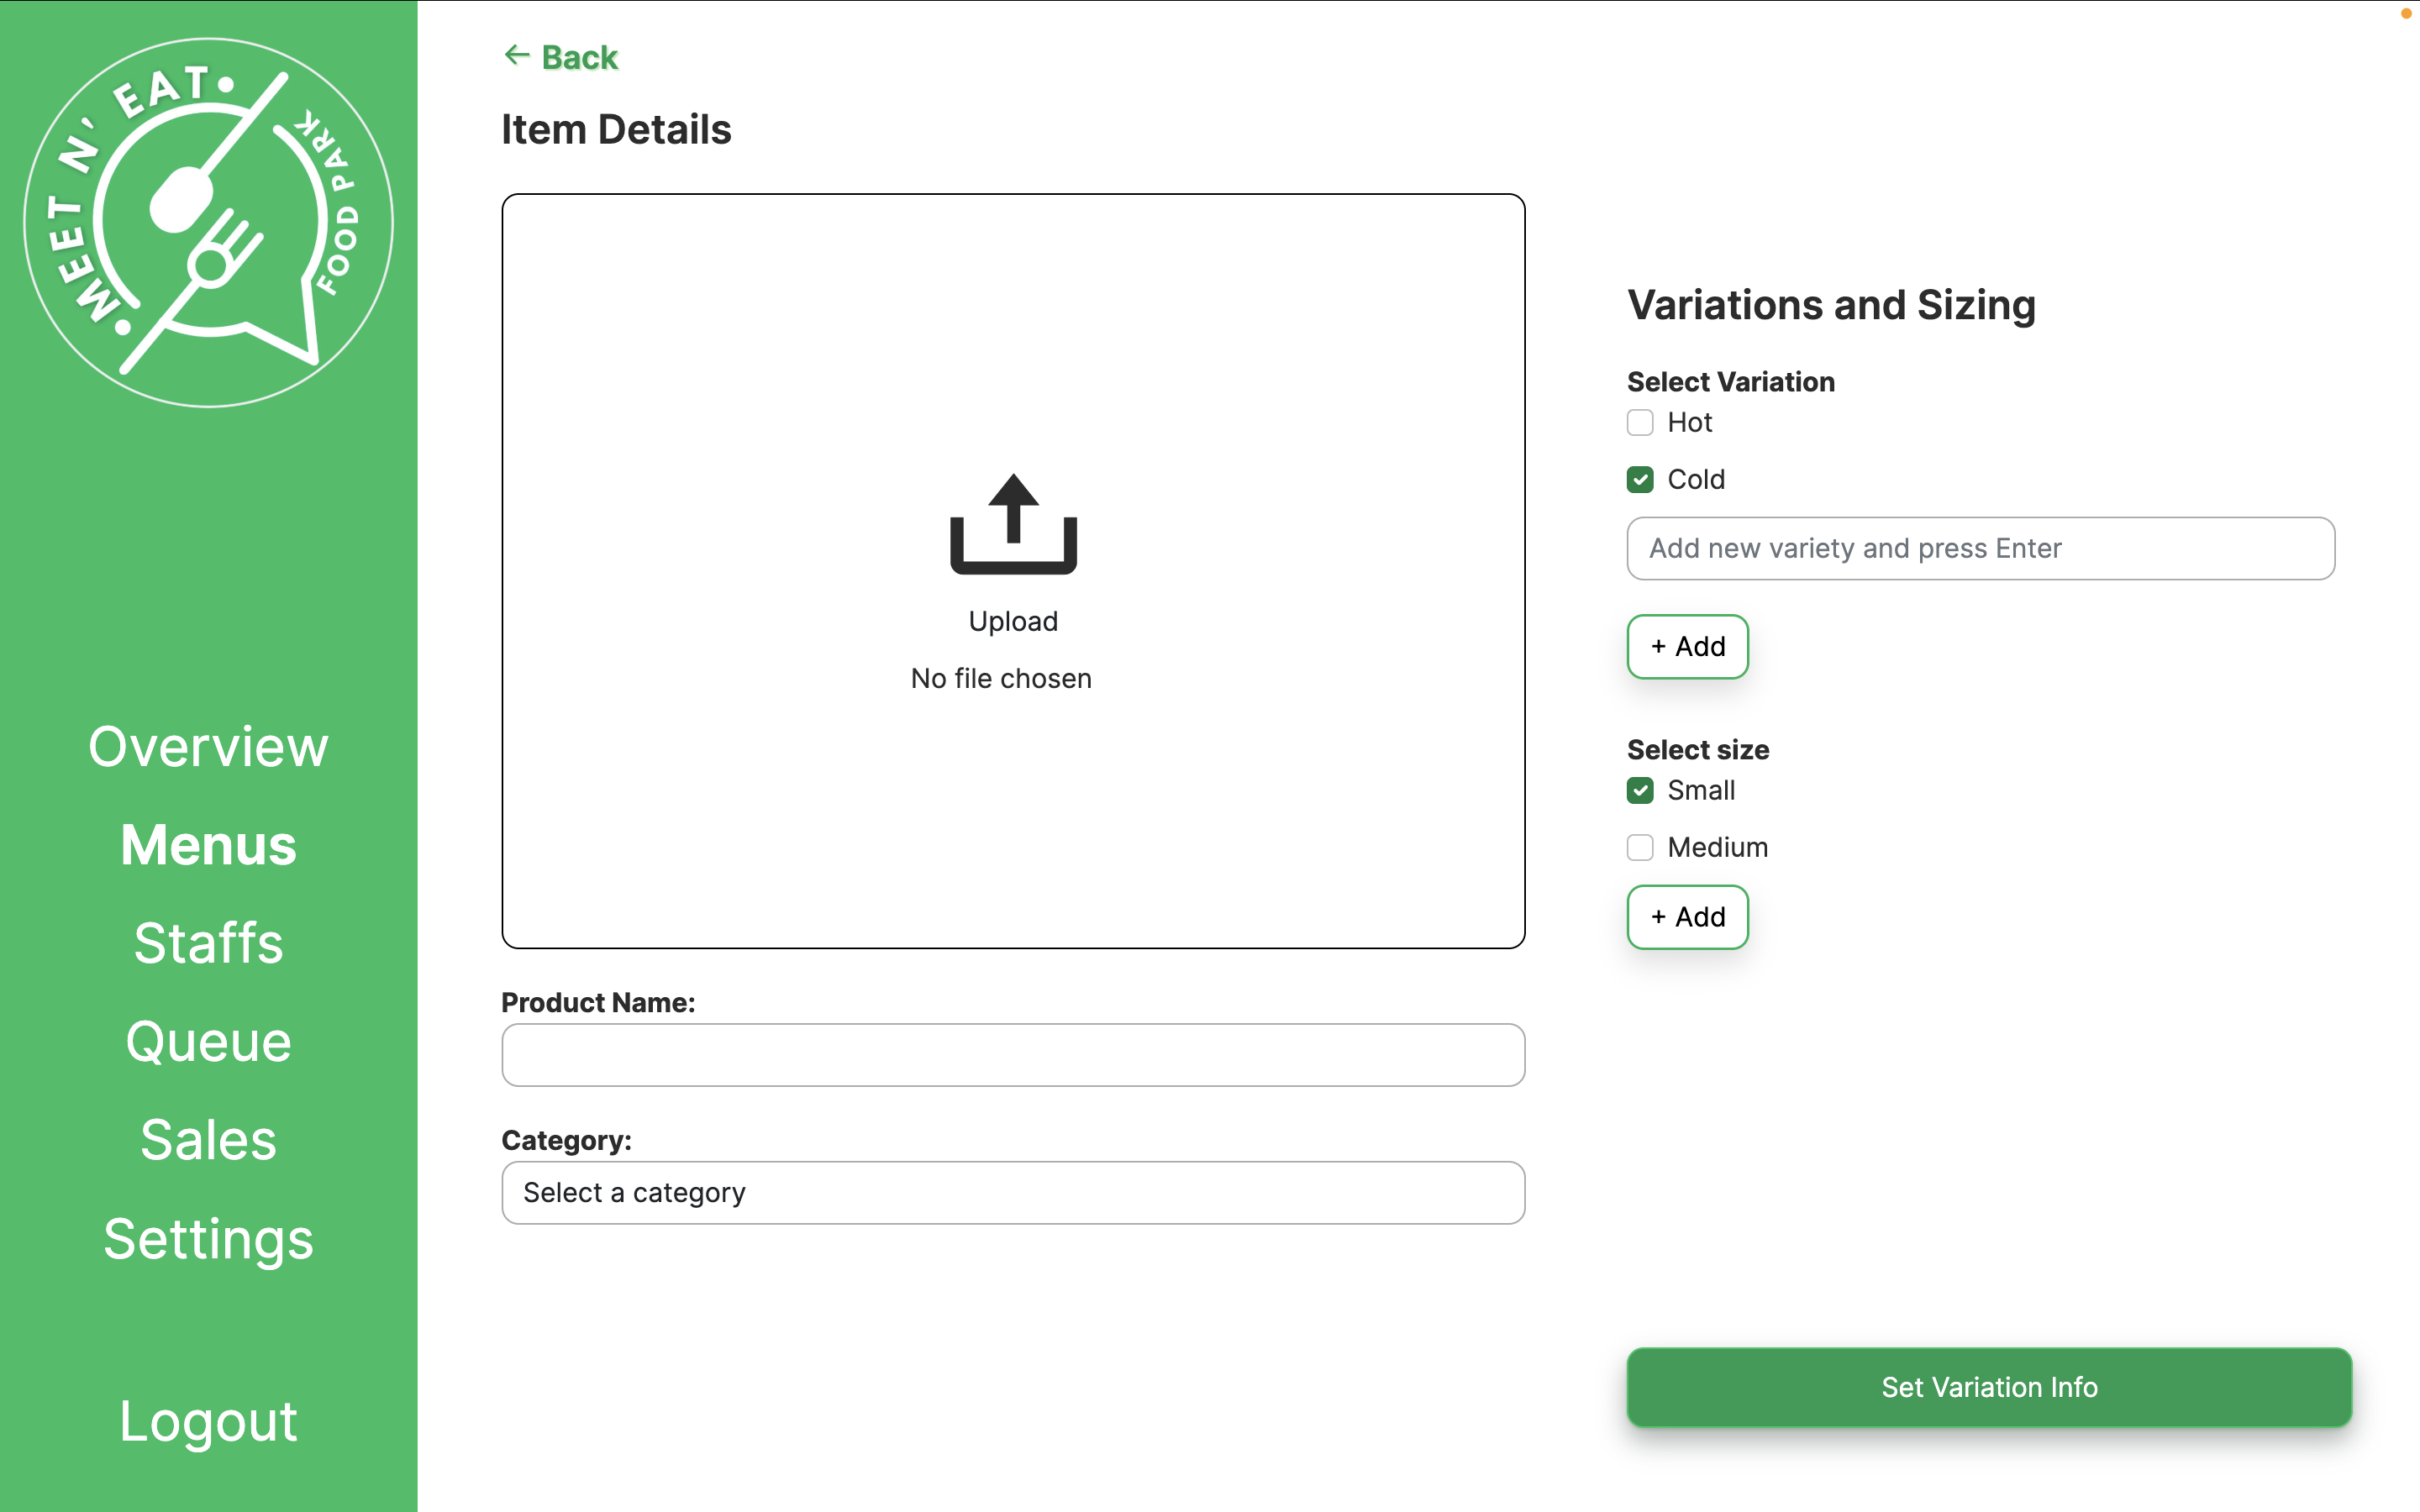 MEET N' EAT
FOOD PARK
Overview
Menus
Staffs
Queue
Sales
Settings
Logout
← Back
Item Details
Upload
No file chosen
Product Name:
Category:
Select a category
Variations and Sizing
Select Variation
Hot
Cold
Add new variety and press Enter
+ Add
Select size
Small
Medium
+ Add
Set Variation Info